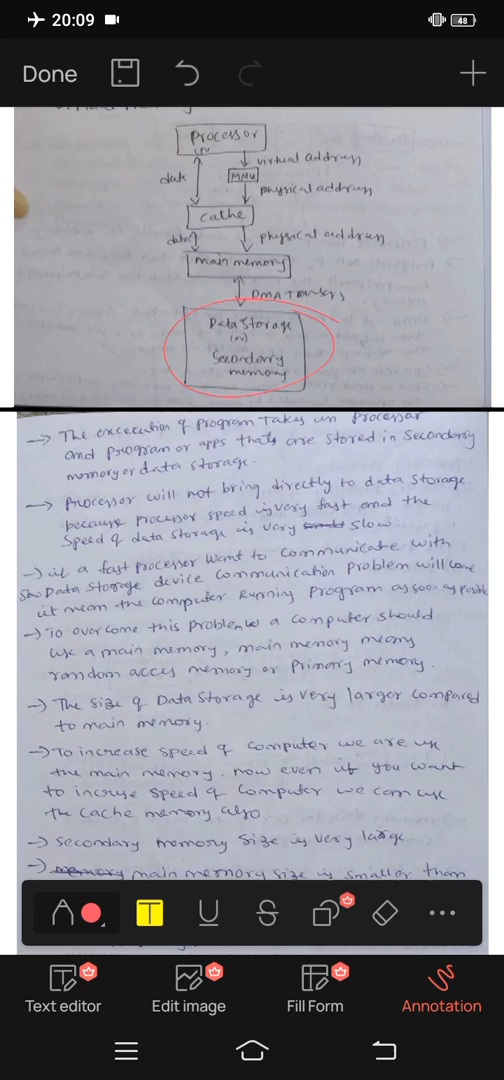 20:09
48
Done
Processor
CPU
virtual address
data
MMU
physical address
cathe
data
physical address
main memory
DMA Transfers
Data Storage
(or)
Secondary
memory
→ The excecution of program Takes in Processor
and program or apps thats are stored in Secondary
memory or data storage.
→ Processor will not bring directly to data storage.
because processor speed is very fast and the
Speed of data storage is very slow
→ if a fast processor want to communicate with
Data Storage device communication problem will come
it mean the computer running program as soon as possible
→ To overcome this problem a computer should
use a main memory, main memory means
random acces memory or Primary memory.
→ The size of Data Storage is very larger compared
to main memory.
→ To increase speed of computer we are use
the main memory. now even if you want
to increse speed of computer we can use
the cache memory also.
→ Secondary memory size is very large
→ main memory size is smaller than
T
U
S
Text editor
Edit image
Fill Form
Annotation